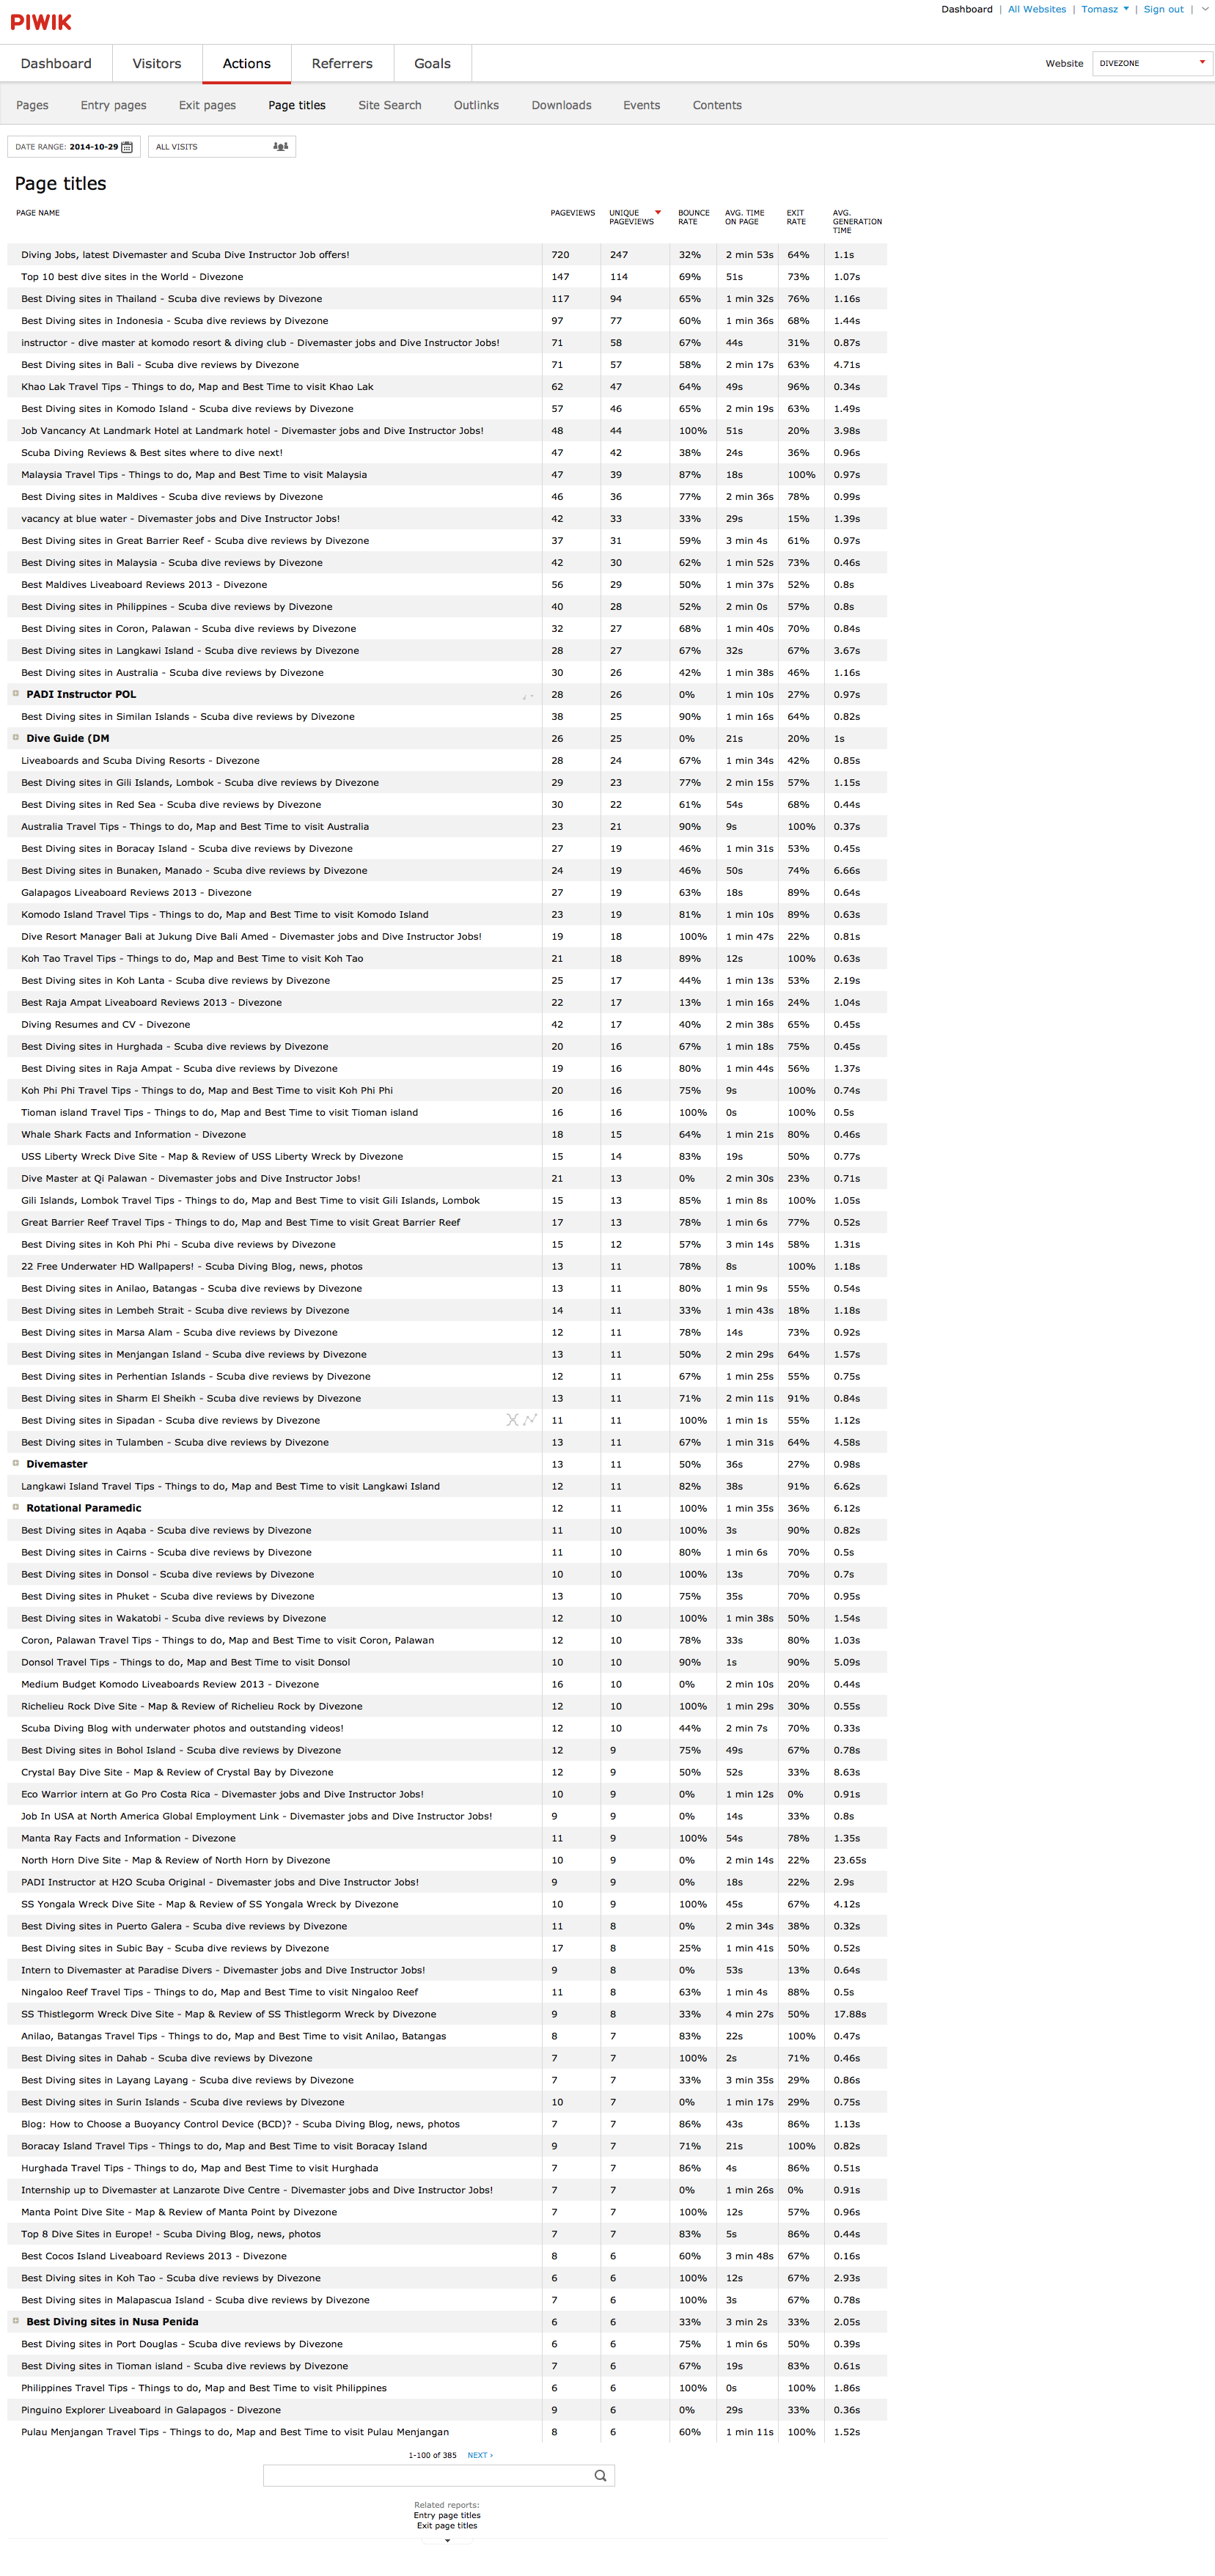 Dashboard | All Websites | Tomasz | Sign out |
PIWIK
Dashboard Visitors Actions Referrers Goals Website DIVEZONE
Pages Entry pages Exit pages Page titles Site Search Outlinks Downloads Events Contents
DATE RANGE: 2014-10-29 ALL VISITS
Page titles
PAGE NAME PAGEVIEWS UNIQUE PAGEVIEWS BOUNCE RATE AVG. TIME ON PAGE EXIT RATE AVG. GENERATION TIME
Diving Jobs, latest Divemaster and Scuba Dive Instructor Job offers! 720 247 32% 2 min 53s 64% 1.1s
Top 10 best dive sites in the World - Divezone 147 114 69% 51s 73% 1.07s
Best Diving sites in Thailand - Scuba dive reviews by Divezone 117 94 65% 1 min 32s 76% 1.16s
Best Diving sites in Indonesia - Scuba dive reviews by Divezone 97 77 60% 1 min 36s 68% 1.44s
instructor - dive master at komodo resort & diving club - Divemaster jobs and Dive Instructor Jobs! 71 58 67% 44s 31% 0.87s
Best Diving sites in Bali - Scuba dive reviews by Divezone 71 57 58% 2 min 17s 63% 4.71s
Khao Lak Travel Tips - Things to do, Map and Best Time to visit Khao Lak 62 47 64% 49s 96% 0.34s
Best Diving sites in Komodo Island - Scuba dive reviews by Divezone 57 46 65% 2 min 19s 63% 1.49s
Job Vancancy At Landmark Hotel at Landmark hotel - Divemaster jobs and Dive Instructor Jobs! 48 44 100% 51s 20% 3.98s
Scuba Diving Reviews & Best sites where to dive next! 47 42 38% 24s 36% 0.96s
Malaysia Travel Tips - Things to do, Map and Best Time to visit Malaysia 47 39 87% 18s 100% 0.97s
Best Diving sites in Maldives - Scuba dive reviews by Divezone 46 36 77% 2 min 36s 78% 0.99s
vacancy at blue water - Divemaster jobs and Dive Instructor Jobs! 42 33 33% 29s 15% 1.39s
Best Diving sites in Great Barrier Reef - Scuba dive reviews by Divezone 37 31 59% 3 min 4s 61% 0.97s
Best Diving sites in Malaysia - Scuba dive reviews by Divezone 42 30 62% 1 min 52s 73% 0.46s
Best Maldives Liveaboard Reviews 2013 - Divezone 56 29 50% 1 min 37s 52% 0.8s
Best Diving sites in Philippines - Scuba dive reviews by Divezone 40 28 52% 2 min 0s 57% 0.8s
Best Diving sites in Coron, Palawan - Scuba dive reviews by Divezone 32 27 68% 1 min 40s 70% 0.84s
Best Diving sites in Langkawi Island - Scuba dive reviews by Divezone 28 27 67% 32s 67% 3.67s
Best Diving sites in Australia - Scuba dive reviews by Divezone 30 26 42% 1 min 38s 46% 1.16s
PADI Instructor POL 28 26 0% 1 min 10s 27% 0.97s
Best Diving sites in Similan Islands - Scuba dive reviews by Divezone 38 25 90% 1 min 16s 64% 0.82s
Dive Guide (DM 26 25 0% 21s 20% 1s
Liveaboards and Scuba Diving Resorts - Divezone 28 24 67% 1 min 34s 42% 0.85s
Best Diving sites in Gili Islands, Lombok - Scuba dive reviews by Divezone 29 23 77% 2 min 15s 57% 1.15s
Best Diving sites in Red Sea - Scuba dive reviews by Divezone 30 22 61% 54s 68% 0.44s
Australia Travel Tips - Things to do, Map and Best Time to visit Australia 23 21 90% 9s 100% 0.37s
Best Diving sites in Boracay Island - Scuba dive reviews by Divezone 27 19 46% 1 min 31s 53% 0.45s
Best Diving sites in Bunaken, Manado - Scuba dive reviews by Divezone 24 19 46% 50s 74% 6.66s
Galapagos Liveaboard Reviews 2013 - Divezone 27 19 63% 18s 89% 0.64s
Komodo Island Travel Tips - Things to do, Map and Best Time to visit Komodo Island 23 19 81% 1 min 10s 89% 0.63s
Dive Resort Manager Bali at Jukung Dive Bali Amed - Divemaster jobs and Dive Instructor Jobs! 19 18 100% 1 min 47s 22% 0.81s
Koh Tao Travel Tips - Things to do, Map and Best Time to visit Koh Tao 21 18 89% 12s 100% 0.63s
Best Diving sites in Koh Lanta - Scuba dive reviews by Divezone 25 17 44% 1 min 13s 53% 2.19s
Best Raja Ampat Liveaboard Reviews 2013 - Divezone 22 17 13% 1 min 16s 24% 1.04s
Diving Resumes and CV - Divezone 42 17 40% 2 min 38s 65% 0.45s
Best Diving sites in Hurghada - Scuba dive reviews by Divezone 20 16 67% 1 min 18s 75% 0.45s
Best Diving sites in Raja Ampat - Scuba dive reviews by Divezone 19 16 80% 1 min 44s 56% 1.37s
Koh Phi Phi Travel Tips - Things to do, Map and Best Time to visit Koh Phi Phi 20 16 75% 9s 100% 0.74s
Tioman island Travel Tips - Things to do, Map and Best Time to visit Tioman island 16 16 100% 0s 100% 0.5s
Whale Shark Facts and Information - Divezone 18 15 64% 1 min 21s 80% 0.46s
USS Liberty Wreck Dive Site - Map & Review of USS Liberty Wreck by Divezone 15 14 83% 19s 50% 0.77s
Dive Master at Qi Palawan - Divemaster jobs and Dive Instructor Jobs! 21 13 0% 2 min 30s 23% 0.71s
Gili Islands, Lombok Travel Tips - Things to do, Map and Best Time to visit Gili Islands, Lombok 15 13 85% 1 min 8s 100% 1.05s
Great Barrier Reef Travel Tips - Things to do, Map and Best Time to visit Great Barrier Reef 17 13 78% 1 min 6s 77% 0.52s
Best Diving sites in Koh Phi Phi - Scuba dive reviews by Divezone 15 12 57% 3 min 14s 58% 1.31s
22 Free Underwater HD Wallpapers! - Scuba Diving Blog, news, photos 13 11 78% 8s 100% 1.18s
Best Diving sites in Anilao, Batangas - Scuba dive reviews by Divezone 13 11 80% 1 min 9s 55% 0.54s
Best Diving sites in Lembeh Strait - Scuba dive reviews by Divezone 14 11 33% 1 min 43s 18% 1.18s
Best Diving sites in Marsa Alam - Scuba dive reviews by Divezone 12 11 78% 14s 73% 0.92s
Best Diving sites in Menjangan Island - Scuba dive reviews by Divezone 13 11 50% 2 min 29s 64% 1.57s
Best Diving sites in Perhentian Islands - Scuba dive reviews by Divezone 12 11 67% 1 min 25s 55% 0.75s
Best Diving sites in Sharm El Sheikh - Scuba dive reviews by Divezone 13 11 71% 2 min 11s 91% 0.84s
Best Diving sites in Sipadan - Scuba dive reviews by Divezone 11 11 100% 1 min 1s 55% 1.12s
Best Diving sites in Tulamben - Scuba dive reviews by Divezone 13 11 67% 1 min 31s 64% 4.58s
Divemaster 13 11 50% 36s 27% 0.98s
Langkawi Island Travel Tips - Things to do, Map and Best Time to visit Langkawi Island 12 11 82% 38s 91% 6.62s
Rotational Paramedic 12 11 100% 1 min 35s 36% 6.12s
Best Diving sites in Aqaba - Scuba dive reviews by Divezone 11 10 100% 3s 90% 0.82s
Best Diving sites in Cairns - Scuba dive reviews by Divezone 11 10 80% 1 min 6s 70% 0.5s
Best Diving sites in Donsol - Scuba dive reviews by Divezone 10 10 100% 13s 70% 0.7s
Best Diving sites in Phuket - Scuba dive reviews by Divezone 13 10 75% 35s 70% 0.95s
Best Diving sites in Wakatobi - Scuba dive reviews by Divezone 12 10 100% 1 min 38s 50% 1.54s
Coron, Palawan Travel Tips - Things to do, Map and Best Time to visit Coron, Palawan 12 10 78% 33s 80% 1.03s
Donsol Travel Tips - Things to do, Map and Best Time to visit Donsol 10 10 90% 1s 90% 5.09s
Medium Budget Komodo Liveaboards Review 2013 - Divezone 16 10 0% 2 min 10s 20% 0.44s
Richelieu Rock Dive Site - Map & Review of Richelieu Rock by Divezone 12 10 100% 1 min 29s 30% 0.55s
Scuba Diving Blog with underwater photos and outstanding videos! 12 10 44% 2 min 7s 70% 0.33s
Best Diving sites in Bohol Island - Scuba dive reviews by Divezone 12 9 75% 49s 67% 0.78s
Crystal Bay Dive Site - Map & Review of Crystal Bay by Divezone 12 9 50% 52s 33% 8.63s
Eco Warrior intern at Go Pro Costa Rica - Divemaster jobs and Dive Instructor Jobs! 10 9 0% 1 min 12s 0% 0.91s
Job In USA at North America Global Employment Link - Divemaster jobs and Dive Instructor Jobs! 9 9 0% 14s 33% 0.8s
Manta Ray Facts and Information - Divezone 11 9 100% 54s 78% 1.35s
North Horn Dive Site - Map & Review of North Horn by Divezone 10 9 0% 2 min 14s 22% 23.65s
PADI Instructor at H2O Scuba Original - Divemaster jobs and Dive Instructor Jobs! 9 9 0% 18s 22% 2.9s
SS Yongala Wreck Dive Site - Map & Review of SS Yongala Wreck by Divezone 10 9 100% 45s 67% 4.12s
Best Diving sites in Puerto Galera - Scuba dive reviews by Divezone 11 8 0% 2 min 34s 38% 0.32s
Best Diving sites in Subic Bay - Scuba dive reviews by Divezone 17 8 25% 1 min 41s 50% 0.52s
Intern to Divemaster at Paradise Divers - Divemaster jobs and Dive Instructor Jobs! 9 8 0% 53s 13% 0.64s
Ningaloo Reef Travel Tips - Things to do, Map and Best Time to visit Ningaloo Reef 11 8 63% 1 min 4s 88% 0.5s
SS Thistlegorm Wreck Dive Site - Map & Review of SS Thistlegorm Wreck by Divezone 9 8 33% 4 min 27s 50% 17.88s
Anilao, Batangas Travel Tips - Things to do, Map and Best Time to visit Anilao, Batangas 8 7 83% 22s 100% 0.47s
Best Diving sites in Dahab - Scuba dive reviews by Divezone 7 7 100% 2s 71% 0.46s
Best Diving sites in Layang Layang - Scuba dive reviews by Divezone 7 7 33% 3 min 35s 29% 0.86s
Best Diving sites in Surin Islands - Scuba dive reviews by Divezone 10 7 0% 1 min 17s 29% 0.75s
Blog: How to Choose a Buoyancy Control Device (BCD)? - Scuba Diving Blog, news, photos 7 7 86% 43s 86% 1.13s
Boracay Island Travel Tips - Things to do, Map and Best Time to visit Boracay Island 9 7 71% 21s 100% 0.82s
Hurghada Travel Tips - Things to do, Map and Best Time to visit Hurghada 7 7 86% 4s 86% 0.51s
Internship up to Divemaster at Lanzarote Dive Centre - Divemaster jobs and Dive Instructor Jobs! 7 7 0% 1 min 26s 0% 0.91s
Manta Point Dive Site - Map & Review of Manta Point by Divezone 7 7 100% 12s 57% 0.96s
Top 8 Dive Sites in Europe! - Scuba Diving Blog, news, photos 7 7 83% 5s 86% 0.44s
Best Cocos Island Liveaboard Reviews 2013 - Divezone 8 6 60% 3 min 48s 67% 0.16s
Best Diving sites in Koh Tao - Scuba dive reviews by Divezone 6 6 100% 12s 67% 2.93s
Best Diving sites in Malapascua Island - Scuba dive reviews by Divezone 7 6 100% 3s 67% 0.78s
Best Diving sites in Nusa Penida 6 6 33% 3 min 2s 33% 2.05s
Best Diving sites in Port Douglas - Scuba dive reviews by Divezone 6 6 75% 1 min 6s 50% 0.39s
Best Diving sites in Tioman island - Scuba dive reviews by Divezone 7 6 67% 19s 83% 0.61s
Philippines Travel Tips - Things to do, Map and Best Time to visit Philippines 6 6 100% 0s 100% 1.86s
Pinguino Explorer Liveaboard in Galapagos - Divezone 9 6 0% 29s 33% 0.36s
Pulau Menjangan Travel Tips - Things to do, Map and Best Time to visit Pulau Menjangan 8 6 60% 1 min 11s 100% 1.52s
1-100 of 385 NEXT ›
Related reports:
Entry page titles
Exit page titles